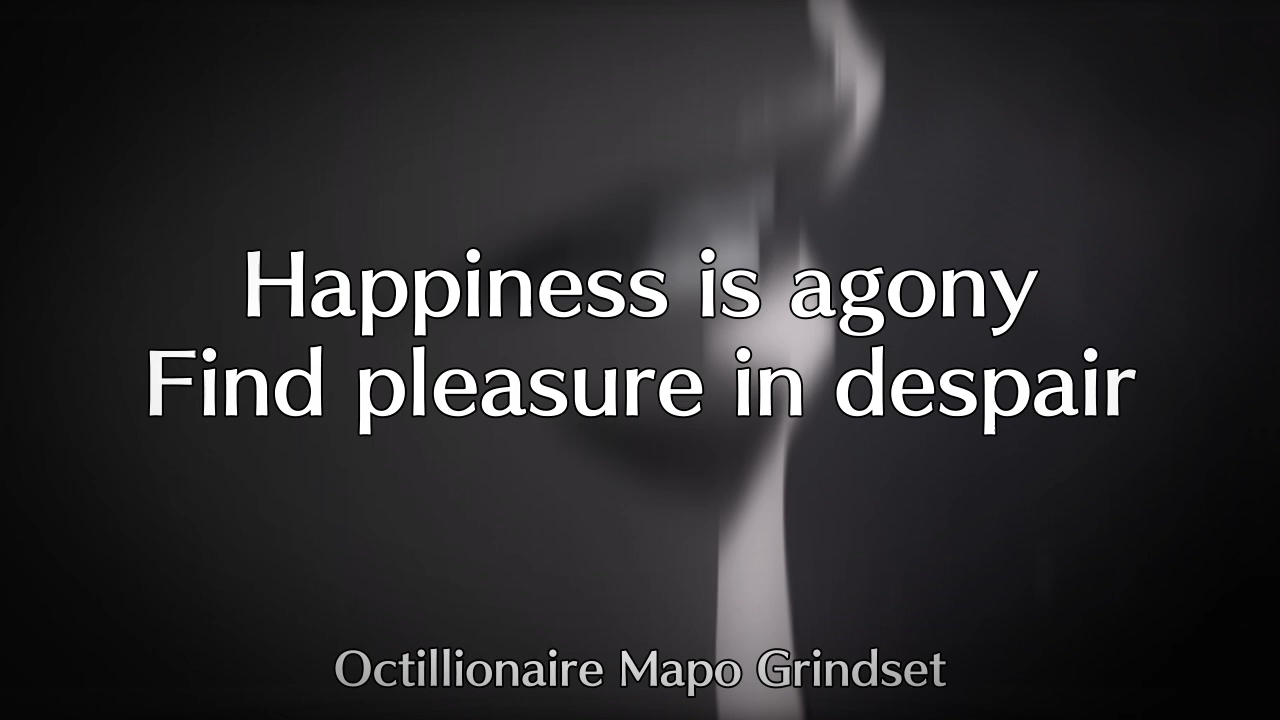 Happiness is agony
Find pleasure in despair
Octillionaire Mapo Grindset